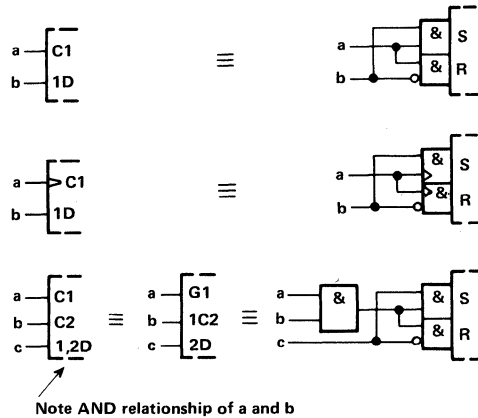 a C1 ≡ a & S
b 1D b & R
a C1 ≡ a & S
b 1D b & R
a C1 ≡ a G1 ≡ a & & S
b C2 b 1C2 b & R
c 1,2D c 2D c
Note AND relationship of a and b